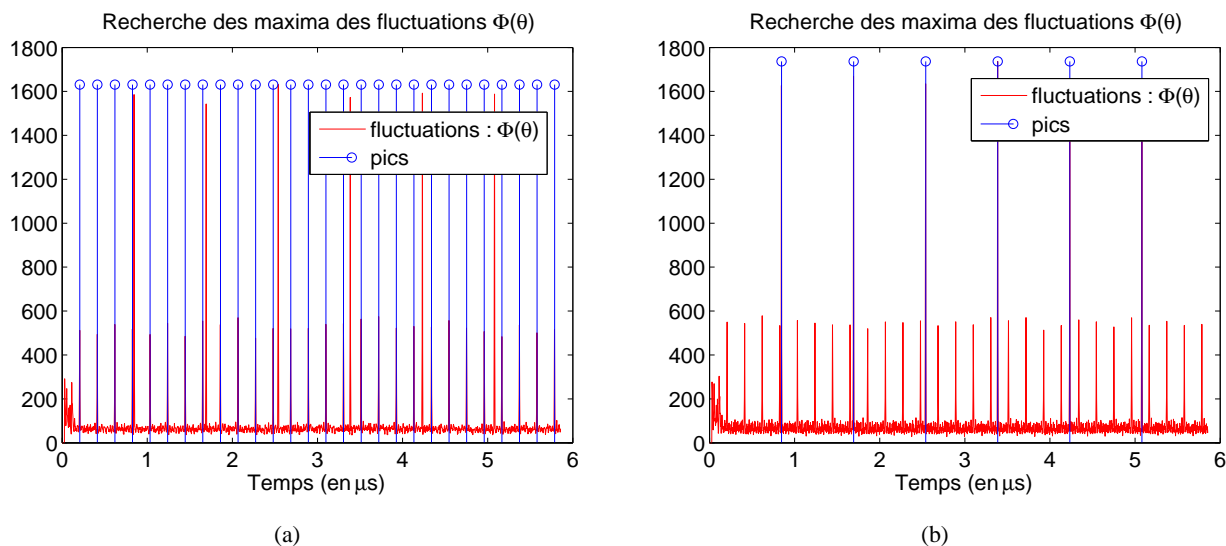 Recherche des maxima des fluctuations Φ(θ)
1800
1600
1400
1200
1000
800
600
400
200
0
0 1 2 3 4 5 6
fluctuations : Φ(θ)
pics
Temps (en µs)
(a)
Recherche des maxima des fluctuations Φ(θ)
1800
1600
1400
1200
1000
800
600
400
200
0
0 1 2 3 4 5 6
fluctuations : Φ(θ)
pics
Temps (en µs)
(b)